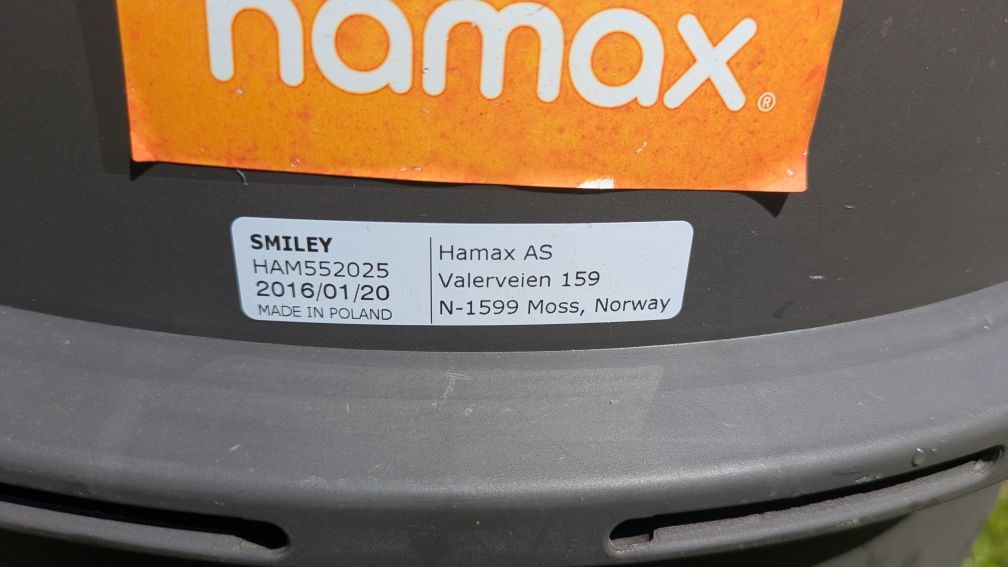 hamax®
SMILEY
HAM552025
2016/01/20
MADE IN POLAND
Hamax AS
Valerveien 159
N-1599 Moss, Norway